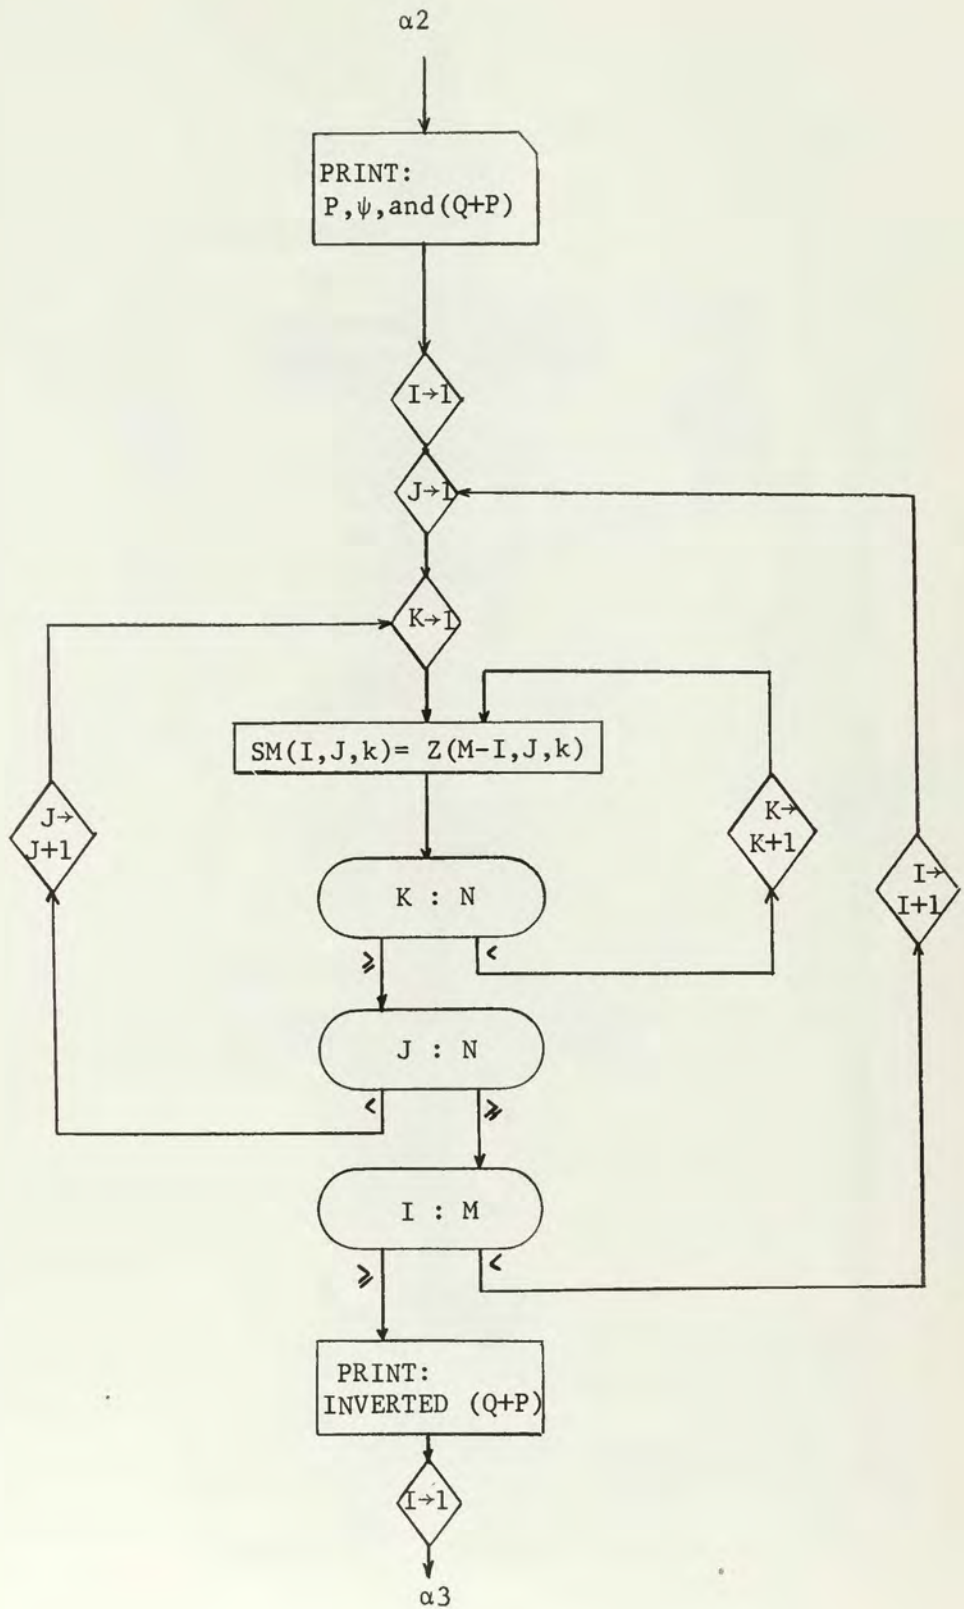 α2
PRINT:
P,ψ,and(Q+P)
I→1
J→1
K→1
SM(I,J,k)= Z(M-I,J,k)
J→
J+1
K→
K+1
I→
I+1
K : N
⩾
<
J : N
<
⩾
I : M
⩾
<
PRINT:
INVERTED (Q+P)
I→1
α3